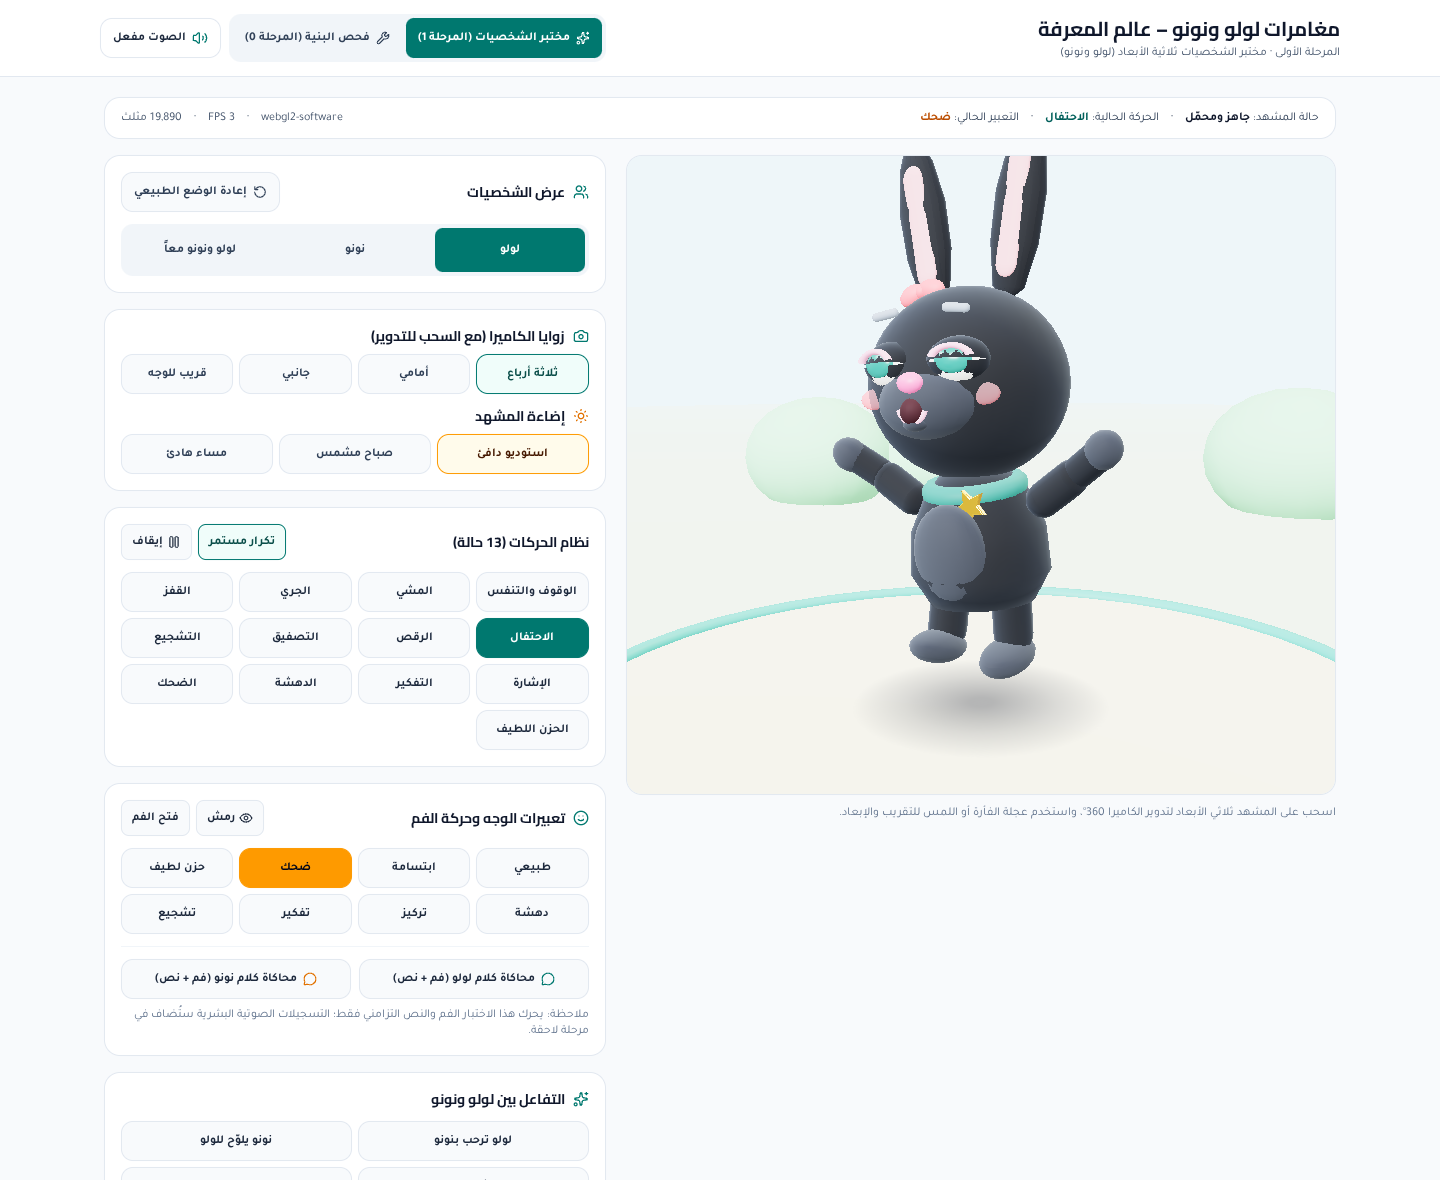 مغامرات لولو ونونو – عالم المعرفة
المرحلة الأولى · مختبر الشخصيات ثلاثية الأبعاد (لولو ونونو)
مختبر الشخصيات (المرحلة 1)
فحص البنية (المرحلة 0)
الصوت مفعل
حالة المشهد: جاهز ومحمّل · الحركة الحالية: الاحتفال · التعبير الحالي: ضحك
webgl2-software · FPS 3 · 19,890 مثلث
عرض الشخصيات
إعادة الوضع الطبيعي
لولو
نونو
لولو ونونو معاً
زوايا الكاميرا (مع السحب للتدوير)
ثلاثة أرباع
أمامي
جانبي
قريب للوجه
إضاءة المشهد
استوديو دافئ
صباح مشمس
مساء هادئ
نظام الحركات (13 حالة)
تكرار مستمر
إيقاف
الوقوف والتنفس
المشي
الجري
القفز
الاحتفال
الرقص
التصفيق
التشجيع
الإشارة
التفكير
الدهشة
الضحك
الحزن اللطيف
اسحب على المشهد ثلاثي الأبعاد لتدوير الكاميرا 360°، واستخدم عجلة الفأرة أو اللمس للتقريب والإبعاد.
تعبيرات الوجه وحركة الفم
رمش
فتح الفم
طبيعي
ابتسامة
ضحك
حزن لطيف
دهشة
تركيز
تفكير
تشجيع
محاكاة كلام لولو (فم + نص)
محاكاة كلام نونو (فم + نص)
ملاحظة: يحرك هذا الاختبار الفم والنص التزامني فقط؛ التسجيلات الصوتية البشرية ستُضاف في
مرحلة لاحقة.
التفاعل بين لولو ونونو
لولو ترحب بنونو
نونو يلوّح للولو